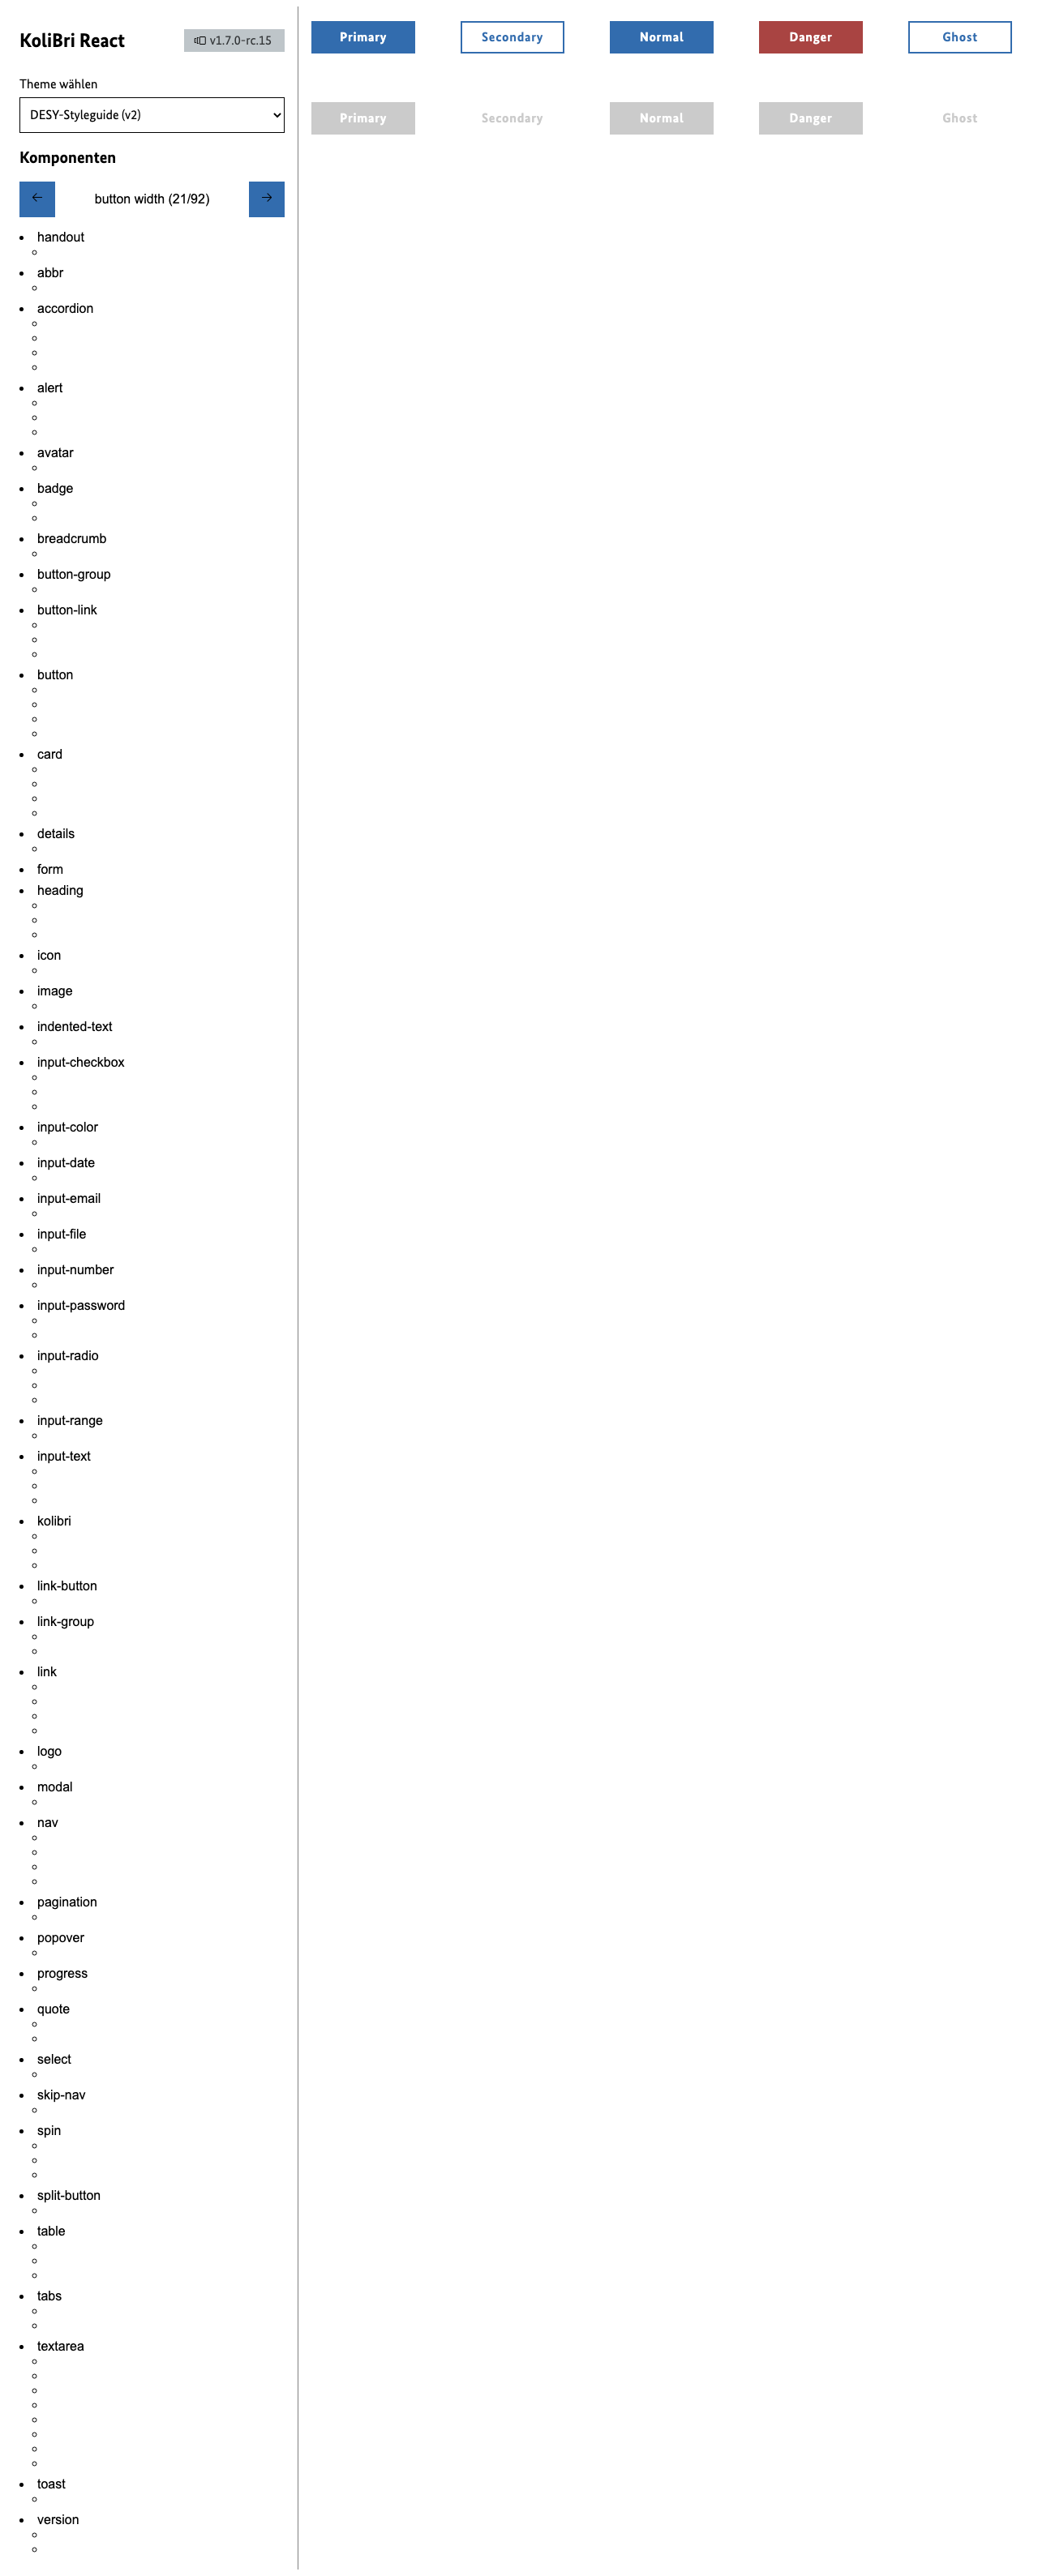 KoliBri React
v1.7.0-rc.15
Theme wählen
DESY-Styleguide (v2)
Komponenten
button width (21/92)
handout
abbr
accordion
alert
avatar
badge
breadcrumb
button-group
button-link
button
card
details
form
heading
icon
image
indented-text
input-checkbox
input-color
input-date
input-email
input-file
input-number
input-password
input-radio
input-range
input-text
kolibri
link-button
link-group
link
logo
modal
nav
pagination
popover
progress
quote
select
skip-nav
spin
split-button
table
tabs
textarea
toast
version
Primary Secondary Normal Danger Ghost
Primary Secondary Normal Danger Ghost